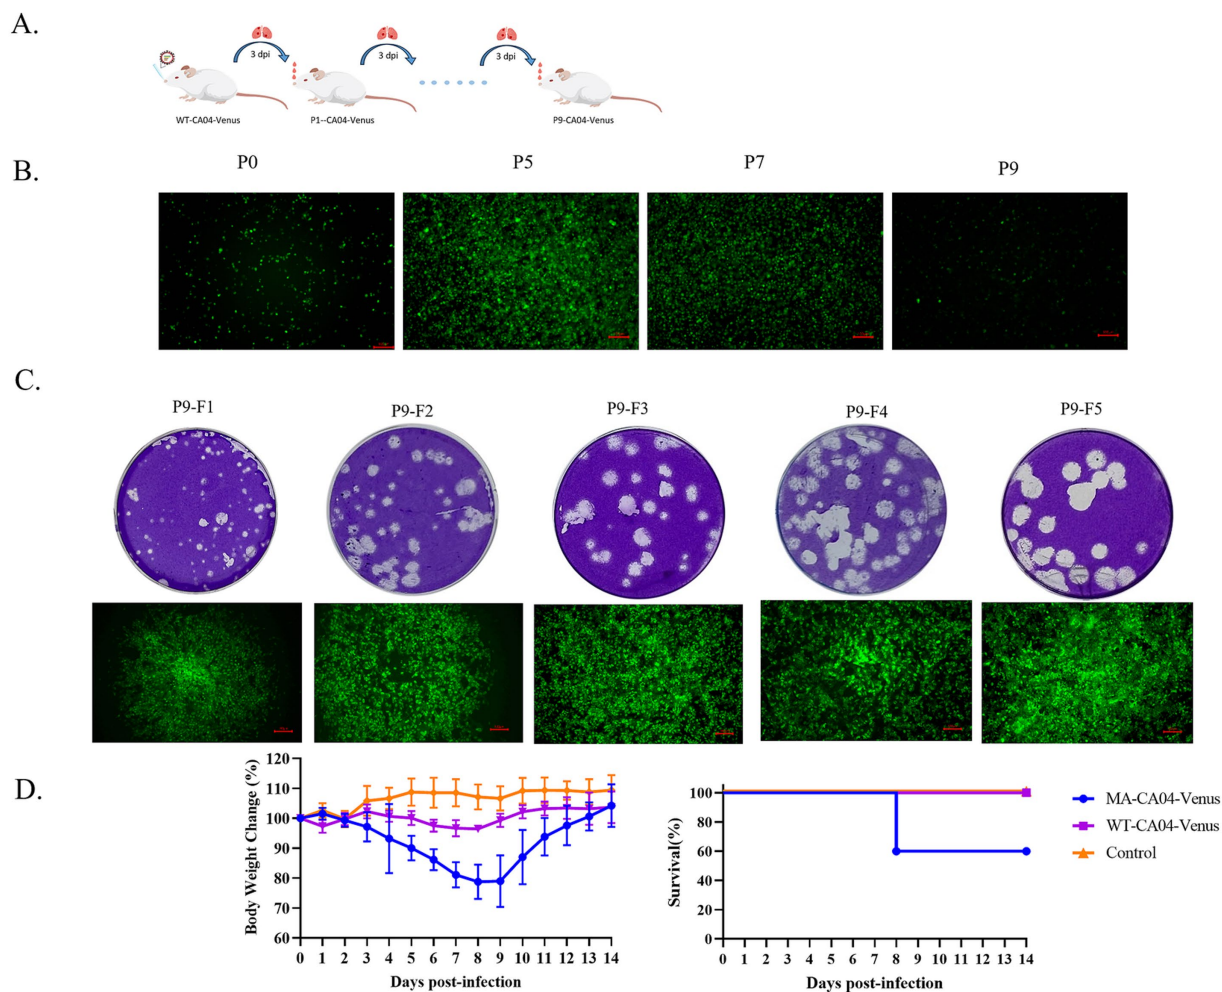 A.
3 dpi
3 dpi
3 dpi
WT-CA04-Venus
P1--CA04-Venus
P9-CA04-Venus
B.
P0
P5
P7
P9
C.
P9-F1
P9-F2
P9-F3
P9-F4
P9-F5
D.
Body Weight Change (%)
120
110
100
90
80
70
60
0 1 2 3 4 5 6 7 8 9 10 11 12 13 14
Days post-infection
Survival(%)
100
80
60
40
20
0
0 1 2 3 4 5 6 7 8 9 10 11 12 13 14
Days post-infection
MA-CA04-Venus
WT-CA04-Venus
Control